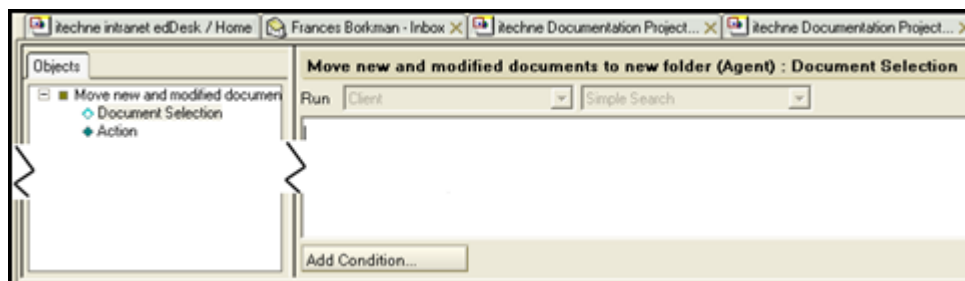 itechne intranet edDesk / Home Frances Borkman - Inbox itechne Documentation Project... itechne Documentation Project...
Objects
Move new and modified documents to new folder (Agent) : Document Selection
Move new and modified documen
Run Client Simple Search
Document Selection
Action
Add Condition...